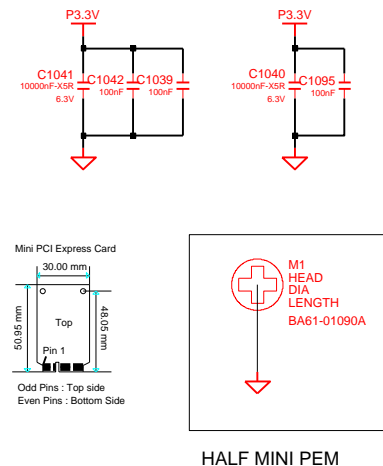 P3.3V
P3.3V
C1041
10000nF-X5R
6.3V
C1042
100nF
C1039
100nF
C1040
10000nF-X5R
6.3V
C1095
100nF
Mini PCI Express Card
30.00 mm
50.95 mm
48.05 mm
Top
Pin 1
Odd Pins : Top side
Even Pins : Bottom Side
M1
HEAD
DIA
LENGTH
BA61-01090A
HALF MINI PEM